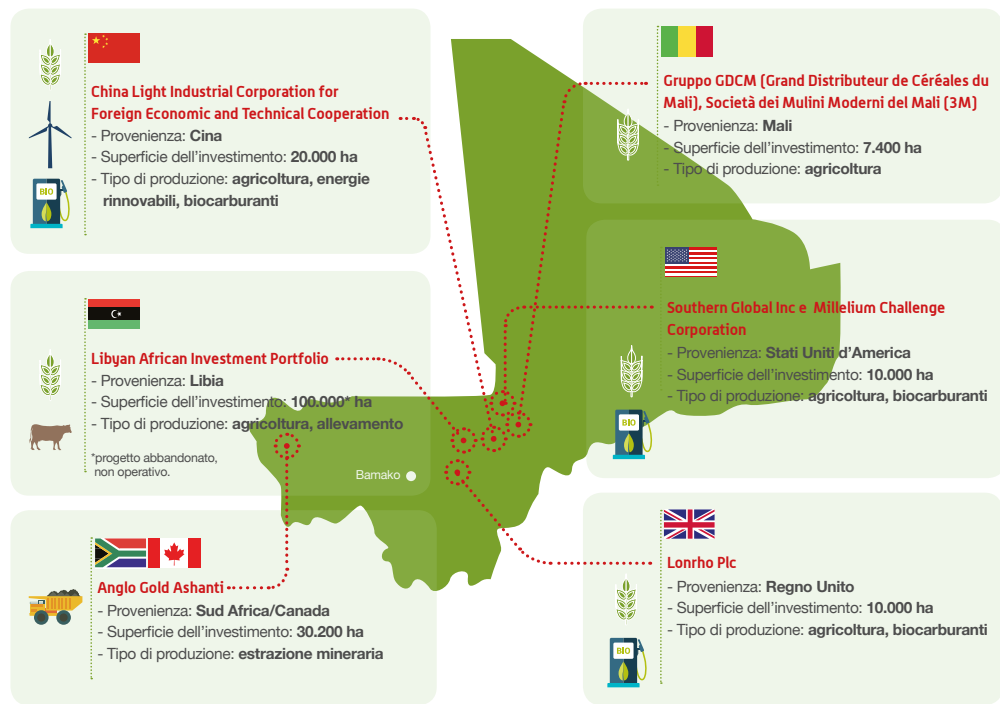 China Light Industrial Corporation for
Foreign Economic and Technical Cooperation
- Provenienza: Cina
- Superficie dell'investimento: 20.000 ha
- Tipo di produzione: agricoltura, energie
rinnovabili, biocarburanti
BIO
Gruppo GDCM (Grand Distributeur de Céréales du
Mali), Società dei Mulini Moderni del Mali (3M)
- Provenienza: Mali
- Superficie dell'investimento: 7.400 ha
- Tipo di produzione: agricoltura
Libyan African Investment Portfolio
- Provenienza: Libia
- Superficie dell'investimento: 100.000* ha
- Tipo di produzione: agricoltura, allevamento
*progetto abbandonato,
non operativo.
Bamako
Southern Global Inc e Millelium Challenge
Corporation
- Provenienza: Stati Uniti d'America
- Superficie dell'investimento: 10.000 ha
- Tipo di produzione: agricoltura, biocarburanti
BIO
Anglo Gold Ashanti
- Provenienza: Sud Africa/Canada
- Superficie dell'investimento: 30.200 ha
- Tipo di produzione: estrazione mineraria
Lonrho Plc
- Provenienza: Regno Unito
- Superficie dell'investimento: 10.000 ha
- Tipo di produzione: agricoltura, biocarburanti
BIO